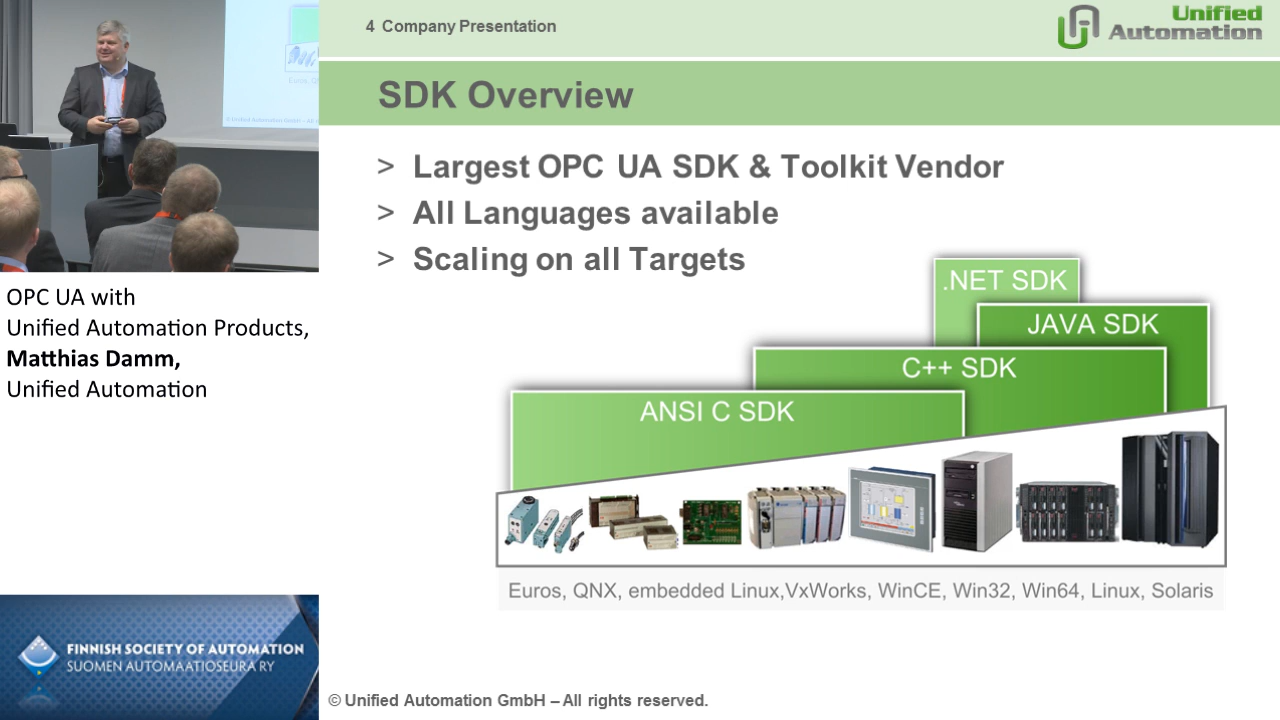 4 Company Presentation
Unified
Automation
SDK Overview
> Largest OPC UA SDK & Toolkit Vendor
> All Languages available
> Scaling on all Targets
.NET SDK
JAVA SDK
C++ SDK
ANSI C SDK
Euros, QNX, embedded Linux,VxWorks, WinCE, Win32, Win64, Linux, Solaris
© Unified Automation GmbH – All rights reserved.
OPC UA with
Unified Automation Products,
Matthias Damm,
Unified Automation
FINNISH SOCIETY OF AUTOMATION
SUOMEN AUTOMAATIOSEURA RY